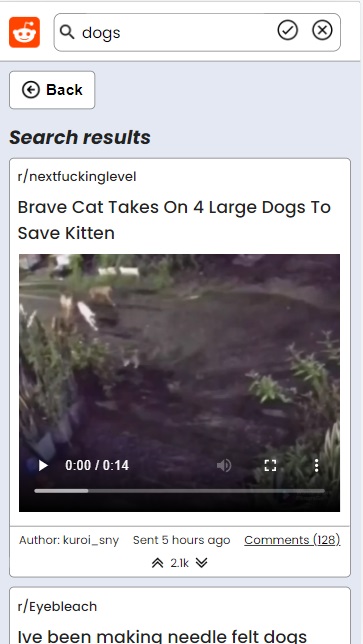 dogs
Back
Search results
r/nextfuckinglevel
Brave Cat Takes On 4 Large Dogs To
Save Kitten
0:00 / 0:14
Author: kuroi_sny Sent 5 hours ago Comments (128)
2.1k
r/Eyebleach
Ive been making needle felt dogs